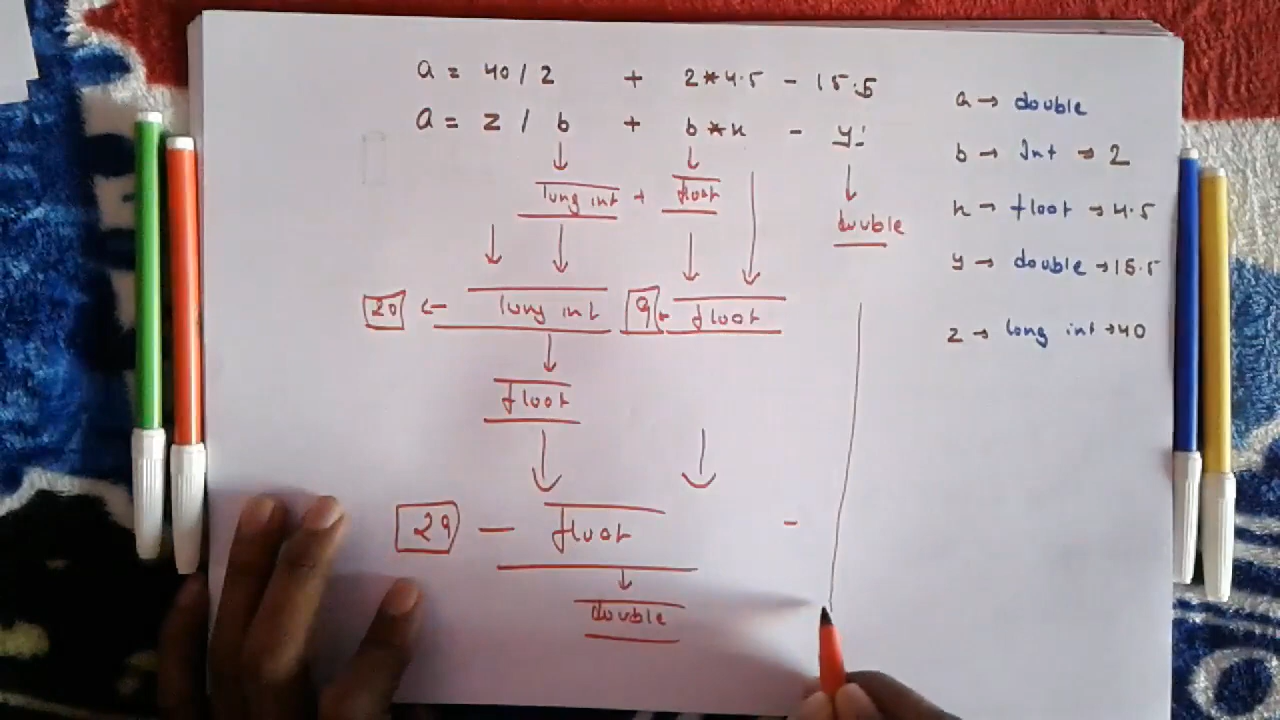 a = 40 / 2 + 2 * 4.5 - 15.5
a = z / b + b * x - y;
long int + float
double
20 ← long int 9 ← float
float
29 — float -
double
a → double
b → Int → 2
x → float → 4.5
y → double → 15.5
z → long int → 40